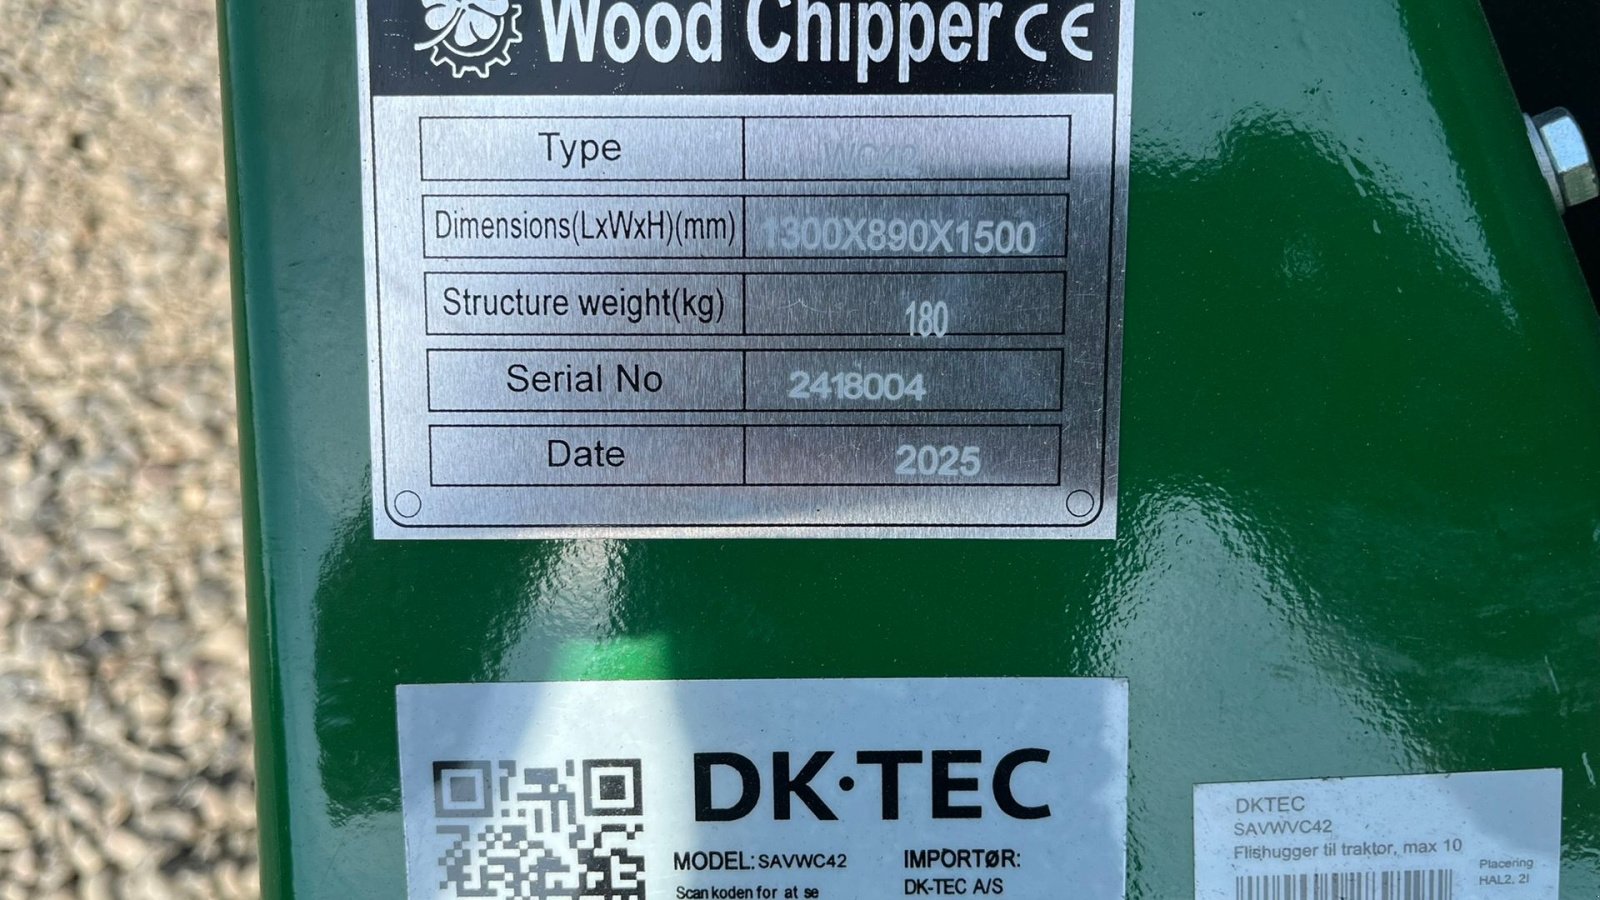 Wood Chipper CE
Type WC42
Dimensions(LxWxH)(mm) 1300X890X1500
Structure weight(kg) 180
Serial No 2418004
Date 2025
DK·TEC
MODEL: SAVWC42
Scan koden for at se
IMPORTØR:
DK-TEC A/S
DKTEC
SAVWVC42
Flishugger til traktor, max 10
Placering
HAL2. 2I